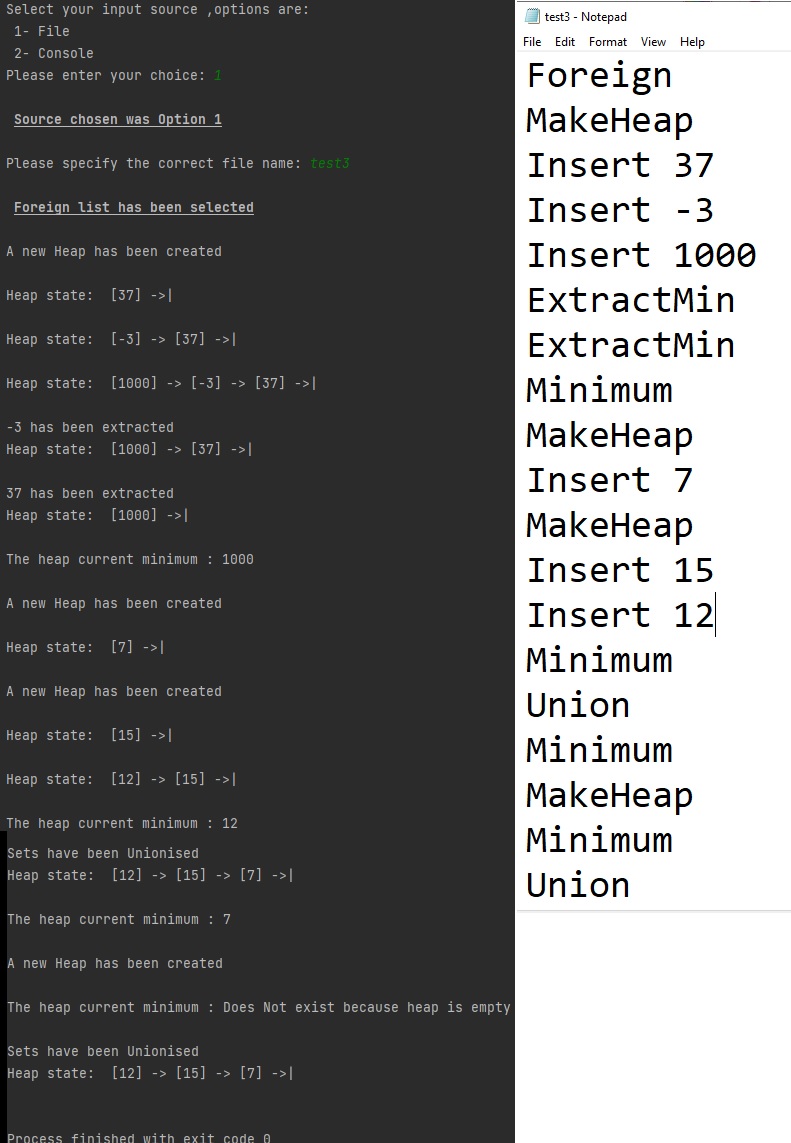 Select your input source ,options are:
1- File
2- Console
Please enter your choice: 1
Source chosen was Option 1
Please specify the correct file name: test3
Foreign list has been selected
A new Heap has been created
Heap state:  [37] ->|
Heap state:  [-3] -> [37] ->|
Heap state:  [1000] -> [-3] -> [37] ->|
-3 has been extracted
Heap state:  [1000] -> [37] ->|
37 has been extracted
Heap state:  [1000] ->|
The heap current minimum : 1000
A new Heap has been created
Heap state:  [7] ->|
A new Heap has been created
Heap state:  [15] ->|
Heap state:  [12] -> [15] ->|
The heap current minimum : 12
Sets have been Unionised
Heap state:  [12] -> [15] -> [7] ->|
The heap current minimum : 7
A new Heap has been created
The heap current minimum : Does Not exist because heap is empty
Sets have been Unionised
Heap state:  [12] -> [15] -> [7] ->|
Process finished with exit code 0
test3 - Notepad
File Edit Format View Help
Foreign
MakeHeap
Insert 37
Insert -3
Insert 1000
ExtractMin
ExtractMin
Minimum
MakeHeap
Insert 7
MakeHeap
Insert 15
Insert 12
Minimum
Union
Minimum
MakeHeap
Minimum
Union